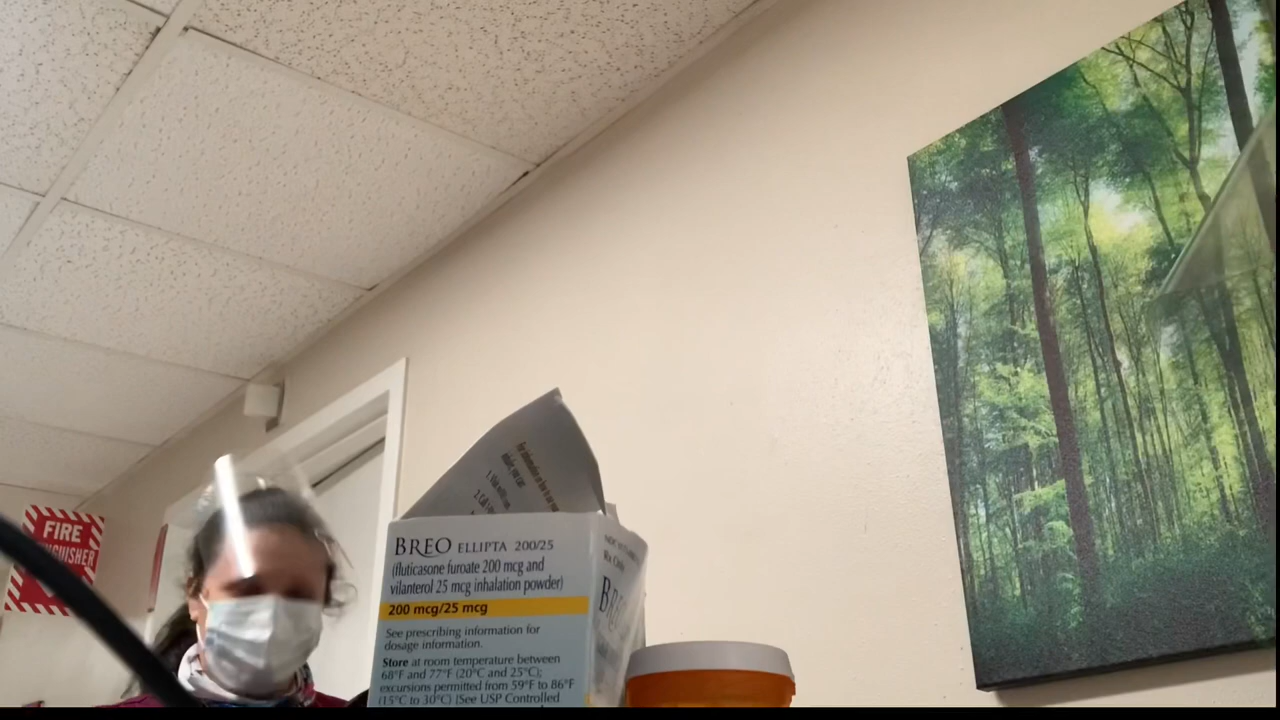 FIRE
BREO ELLIPTA 200/25
(fluticasone furoate 200 mcg and
vilanterol 25 mcg inhalation powder)
200 mcg/25 mcg
See prescribing information for
dosage information.
Store at room temperature between
68°F and 77°F (20°C and 25°C);
excursions permitted from 59°F to 86°F
(15°C to 30°C) [See USP Controlled